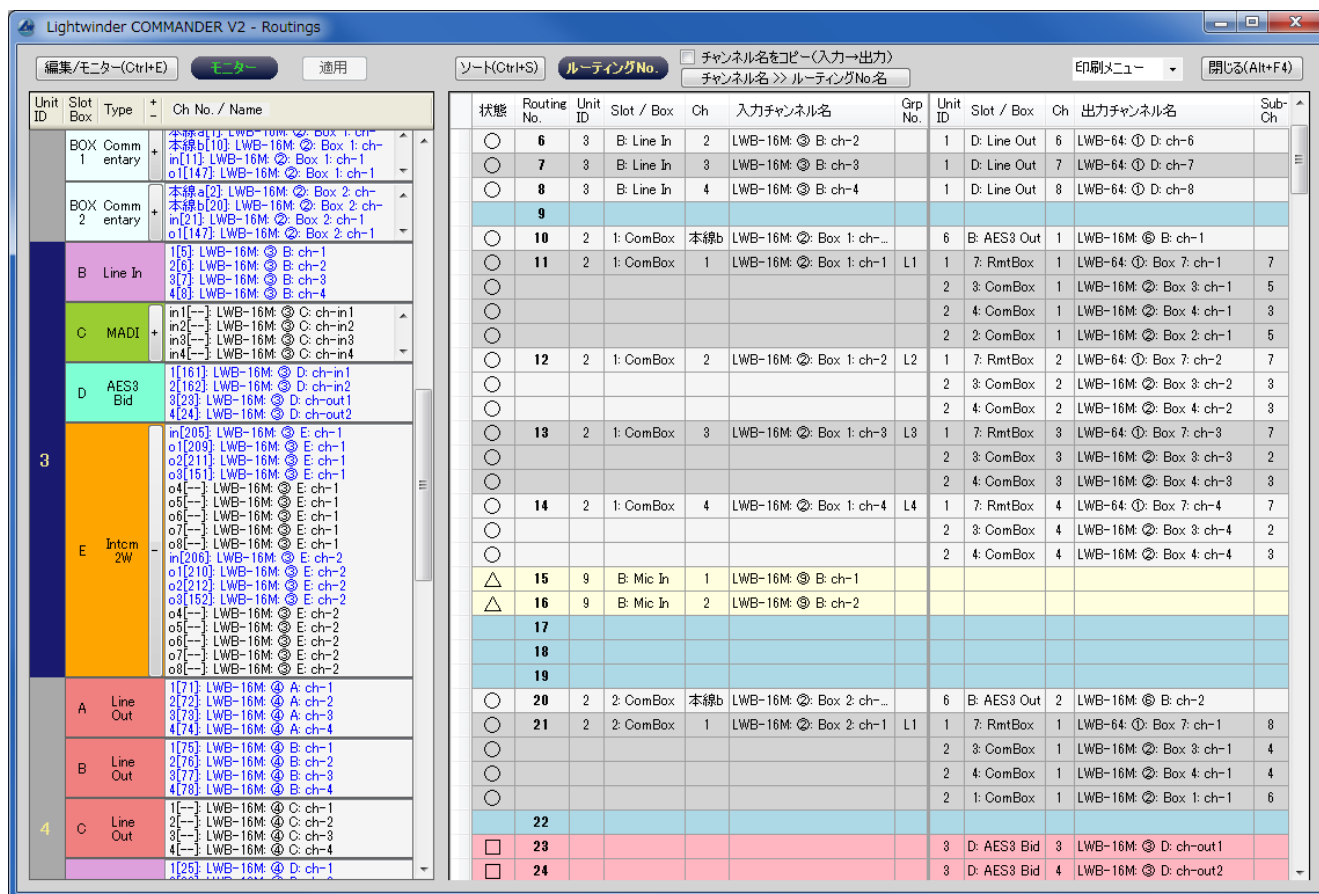 Lightwinder COMMANDER V2 - Routings
編集/モニター(Ctrl+E) モニター 適用
ソート(Ctrl+S) ルーティングNo. チャンネル名をコピー(入力→出力) 印刷メニュー 閉じる(Alt+F4)
チャンネル名 >> ルーティングNo名
Unit ID Slot Box Type + - Ch No. / Name
本線a[1]: LWB-16M: ②: Box 1: ch-
BOX 1 Commentary + 本線b[10]: LWB-16M: ②: Box 1: ch-
in[11]: LWB-16M: ②: Box 1: ch-1
o1[147]: LWB-16M: ②: Box 1: ch-1
本線a[2]: LWB-16M: ②: Box 2: ch-
BOX 2 Commentary + 本線b[20]: LWB-16M: ②: Box 2: ch-
in[21]: LWB-16M: ②: Box 2: ch-1
o1[147]: LWB-16M: ②: Box 2: ch-1
3
B Line In
1[5]: LWB-16M: ③ B: ch-1
2[6]: LWB-16M: ③ B: ch-2
3[7]: LWB-16M: ③ B: ch-3
4[8]: LWB-16M: ③ B: ch-4
C MADI +
in1[--]: LWB-16M: ③ C: ch-in1
in2[--]: LWB-16M: ③ C: ch-in2
in3[--]: LWB-16M: ③ C: ch-in3
in4[--]: LWB-16M: ③ C: ch-in4
D AES3 Bid
1[161]: LWB-16M: ③ D: ch-in1
2[162]: LWB-16M: ③ D: ch-in2
3[23]: LWB-16M: ③ D: ch-out1
4[24]: LWB-16M: ③ D: ch-out2
E Intcm 2W -
in[205]: LWB-16M: ③ E: ch-1
o1[209]: LWB-16M: ③ E: ch-1
o2[211]: LWB-16M: ③ E: ch-1
o3[151]: LWB-16M: ③ E: ch-1
o4[--]: LWB-16M: ③ E: ch-1
o5[--]: LWB-16M: ③ E: ch-1
o6[--]: LWB-16M: ③ E: ch-1
o7[--]: LWB-16M: ③ E: ch-1
o8[--]: LWB-16M: ③ E: ch-1
in[206]: LWB-16M: ③ E: ch-2
o1[210]: LWB-16M: ③ E: ch-2
o2[212]: LWB-16M: ③ E: ch-2
o3[152]: LWB-16M: ③ E: ch-2
o4[--]: LWB-16M: ③ E: ch-2
o5[--]: LWB-16M: ③ E: ch-2
o6[--]: LWB-16M: ③ E: ch-2
o7[--]: LWB-16M: ③ E: ch-2
o8[--]: LWB-16M: ③ E: ch-2
4
A Line Out
1[71]: LWB-16M: ④ A: ch-1
2[72]: LWB-16M: ④ A: ch-2
3[73]: LWB-16M: ④ A: ch-3
4[74]: LWB-16M: ④ A: ch-4
B Line Out
1[75]: LWB-16M: ④ B: ch-1
2[76]: LWB-16M: ④ B: ch-2
3[77]: LWB-16M: ④ B: ch-3
4[78]: LWB-16M: ④ B: ch-4
C Line Out
1[--]: LWB-16M: ④ C: ch-1
2[--]: LWB-16M: ④ C: ch-2
3[--]: LWB-16M: ④ C: ch-3
4[--]: LWB-16M: ④ C: ch-4
1[25]: LWB-16M: ④ D: ch-1
状態 Routing No. Unit ID Slot / Box Ch 入力チャンネル名 Grp No. Unit ID Slot / Box Ch 出力チャンネル名 Sub-Ch
○ 6 3 B: Line In 2 LWB-16M: ③ B: ch-2 1 D: Line Out 6 LWB-64: ① D: ch-6
○ 7 3 B: Line In 3 LWB-16M: ③ B: ch-3 1 D: Line Out 7 LWB-64: ① D: ch-7
○ 8 3 B: Line In 4 LWB-16M: ③ B: ch-4 1 D: Line Out 8 LWB-64: ① D: ch-8
9
○ 10 2 1: ComBox 本線b LWB-16M: ②: Box 1: ch-... 6 B: AES3 Out 1 LWB-16M: ⑥ B: ch-1
○ 11 2 1: ComBox 1 LWB-16M: ②: Box 1: ch-1 L1 1 7: RmtBox 1 LWB-64: ①: Box 7: ch-1 7
○ 2 3: ComBox 1 LWB-16M: ②: Box 3: ch-1 5
○ 2 4: ComBox 1 LWB-16M: ②: Box 4: ch-1 3
○ 2 2: ComBox 1 LWB-16M: ②: Box 2: ch-1 5
○ 12 2 1: ComBox 2 LWB-16M: ②: Box 1: ch-2 L2 1 7: RmtBox 2 LWB-64: ①: Box 7: ch-2 7
○ 2 3: ComBox 2 LWB-16M: ②: Box 3: ch-2 3
○ 2 4: ComBox 2 LWB-16M: ②: Box 4: ch-2 3
○ 13 2 1: ComBox 3 LWB-16M: ②: Box 1: ch-3 L3 1 7: RmtBox 3 LWB-64: ①: Box 7: ch-3 7
○ 2 3: ComBox 3 LWB-16M: ②: Box 3: ch-3 2
○ 2 4: ComBox 3 LWB-16M: ②: Box 4: ch-3 3
○ 14 2 1: ComBox 4 LWB-16M: ②: Box 1: ch-4 L4 1 7: RmtBox 4 LWB-64: ①: Box 7: ch-4 7
○ 2 3: ComBox 4 LWB-16M: ②: Box 3: ch-4 2
○ 2 4: ComBox 4 LWB-16M: ②: Box 4: ch-4 3
△ 15 9 B: Mic In 1 LWB-16M: ⑨ B: ch-1
△ 16 9 B: Mic In 2 LWB-16M: ⑨ B: ch-2
17
18
19
○ 20 2 2: ComBox 本線b LWB-16M: ②: Box 2: ch-... 6 B: AES3 Out 2 LWB-16M: ⑥ B: ch-2
○ 21 2 2: ComBox 1 LWB-16M: ②: Box 2: ch-1 L1 1 7: RmtBox 1 LWB-64: ①: Box 7: ch-1 8
○ 2 3: ComBox 1 LWB-16M: ②: Box 3: ch-1 4
○ 2 4: ComBox 1 LWB-16M: ②: Box 4: ch-1 4
○ 2 1: ComBox 1 LWB-16M: ②: Box 1: ch-1 6
22
□ 23 3 D: AES3 Bid 3 LWB-16M: ③ D: ch-out1
□ 24 3 D: AES3 Bid 4 LWB-16M: ③ D: ch-out2